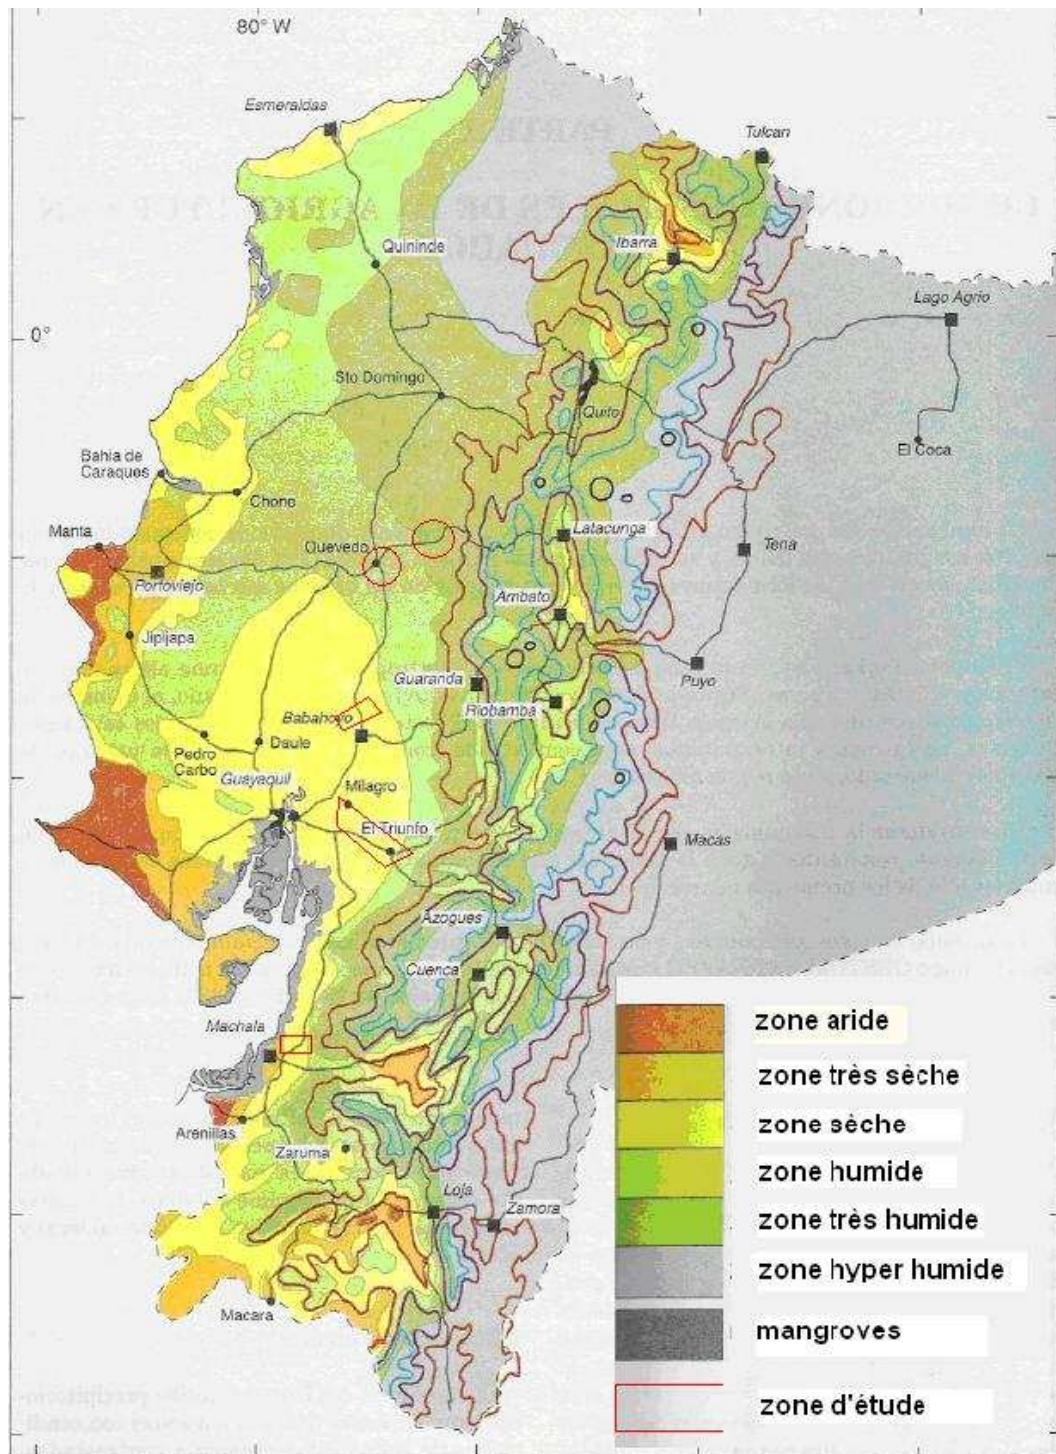 80° W
Esmeraldas
Tulcan
Quininde
Ibarra
Lago Agrio
0°
Sto Domingo
Quito
El Coca
Bahia de
Caraques
Chone
Manta
Quevedo
Latacunga
Tena
Portoviejo
Ambato
Jipijapa
Guaranda
Puyo
Riobamba
Babahoyo
Pedro
Carbo
Daule
Guayaquil
Milagro
El Triunfo
Macas
Azogues
Cuenca
Machala
Arenillas
Zaruma
Loja
Zamora
Macara
zone aride
zone très sèche
zone sèche
zone humide
zone très humide
zone hyper humide
mangroves
zone d'étude